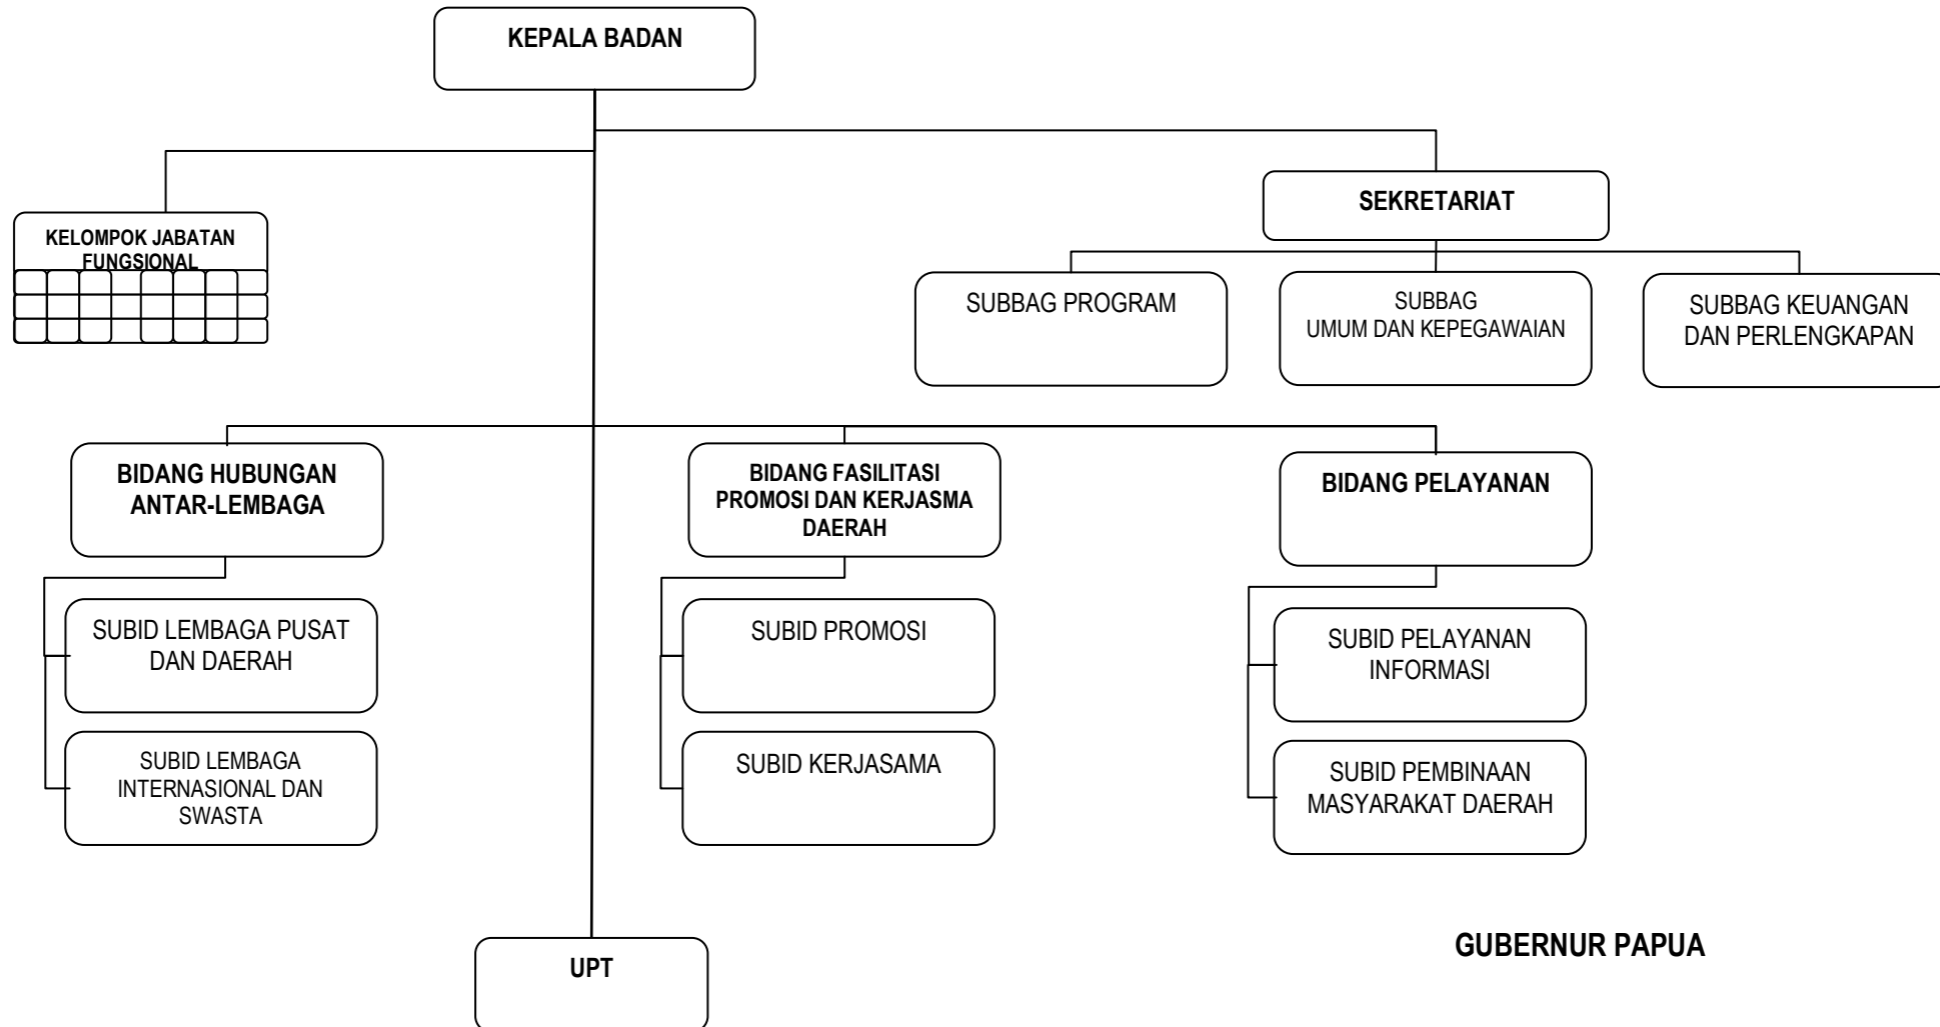 KEPALA BADAN
SEKRETARIAT
KELOMPOK JABATAN
FUNGSIONAL
SUBBAG PROGRAM
SUBBAG
UMUM DAN KEPEGAWAIAN
SUBBAG KEUANGAN
DAN PERLENGKAPAN
BIDANG HUBUNGAN
ANTAR-LEMBAGA
BIDANG FASILITASI
PROMOSI DAN KERJASMA
DAERAH
BIDANG PELAYANAN
SUBID LEMBAGA PUSAT
DAN DAERAH
SUBID PROMOSI
SUBID PELAYANAN
INFORMASI
SUBID LEMBAGA
INTERNASIONAL DAN
SWASTA
SUBID KERJASAMA
SUBID PEMBINAAN
MASYARAKAT DAERAH
GUBERNUR PAPUA
UPT